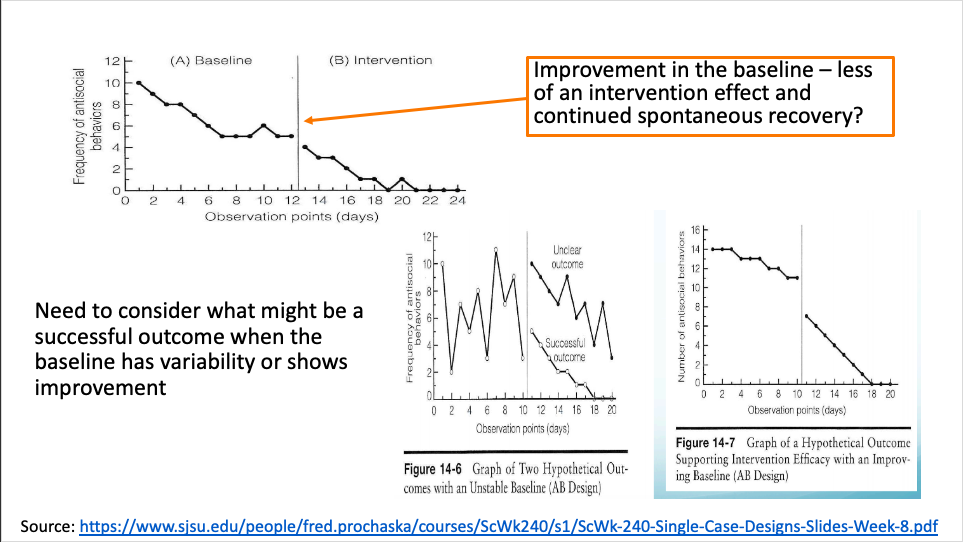 (A) Baseline
(B) Intervention
Frequency of antisocial
behaviors
12
10
8
6
4
2
0
0 2 4 6 8 10 12 14 16 18 20 22 24
Observation points (days)
Improvement in the baseline – less
of an intervention effect and
continued spontaneous recovery?
Need to consider what might be a
successful outcome when the
baseline has variability or shows
improvement
Frequency of antisocial
behaviors
12
10
8
6
4
2
0
Unclear
outcome
Successful
outcome
0 2 4 6 8 10 12 14 16 18 20
Observation points (days)
Figure 14-6 Graph of Two Hypothetical Out-
comes with an Unstable Baseline (AB Design)
Number of antisocial behaviors
16
14
12
10
8
6
4
2
0
0 2 4 6 8 10 12 14 16 18 20
Observation points (days)
Figure 14-7 Graph of a Hypothetical Outcome
Supporting Intervention Efficacy with an Improv-
ing Baseline (AB Design)
Source: https://www.sjsu.edu/people/fred.prochaska/courses/ScWk240/s1/ScWk-240-Single-Case-Designs-Slides-Week-8.pdf